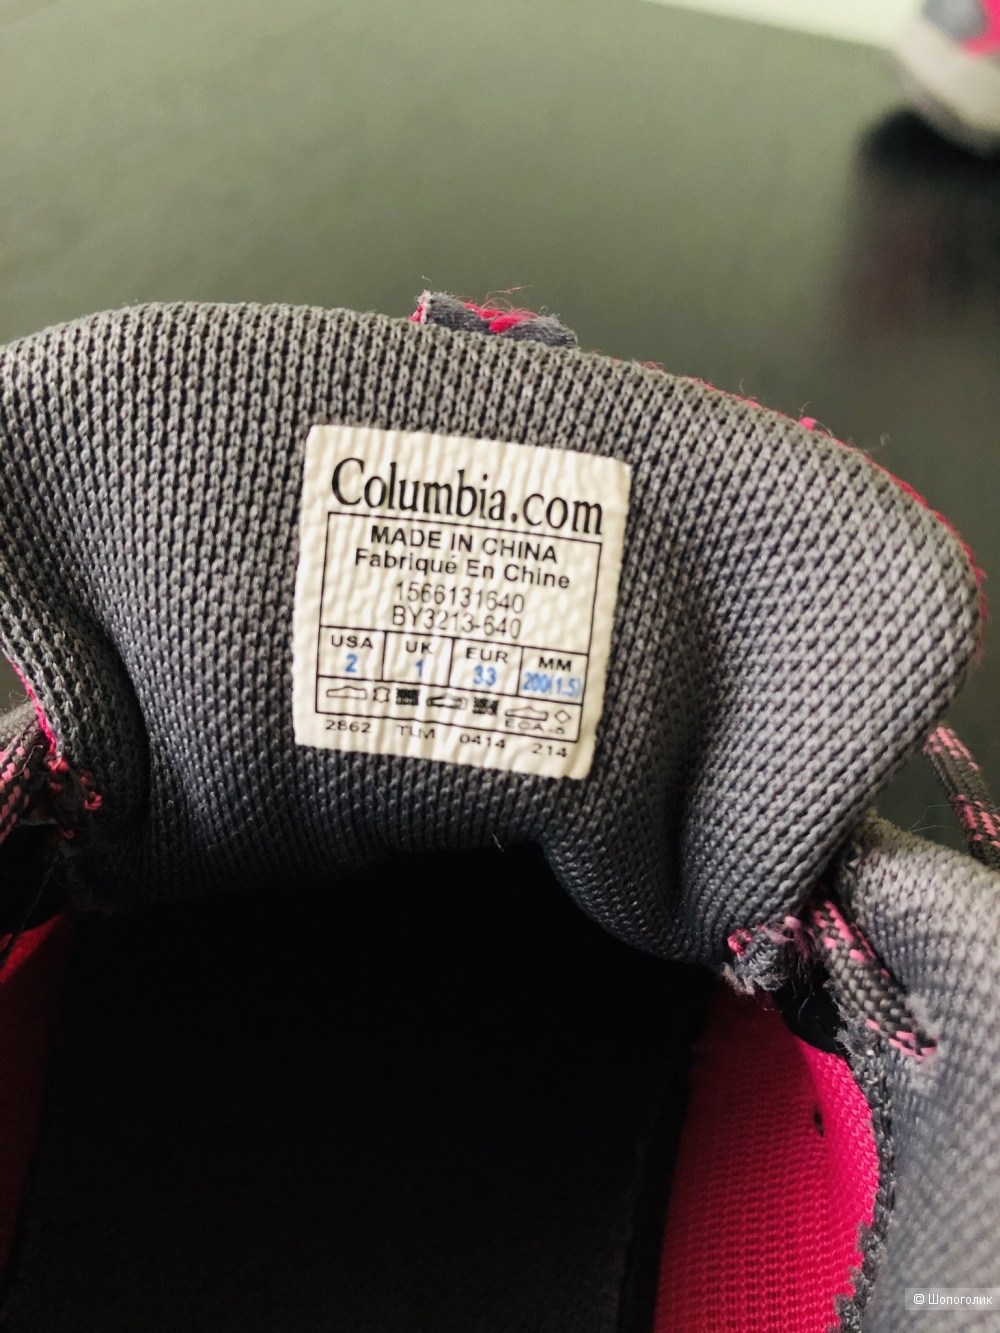 Columbia.com
MADE IN CHINA
Fabriqué En Chine
1566131640
BY3213-640
USA UK EUR MM
2 1 33 200(1.5)
2862 TLM 0414 214
© Шопоголик